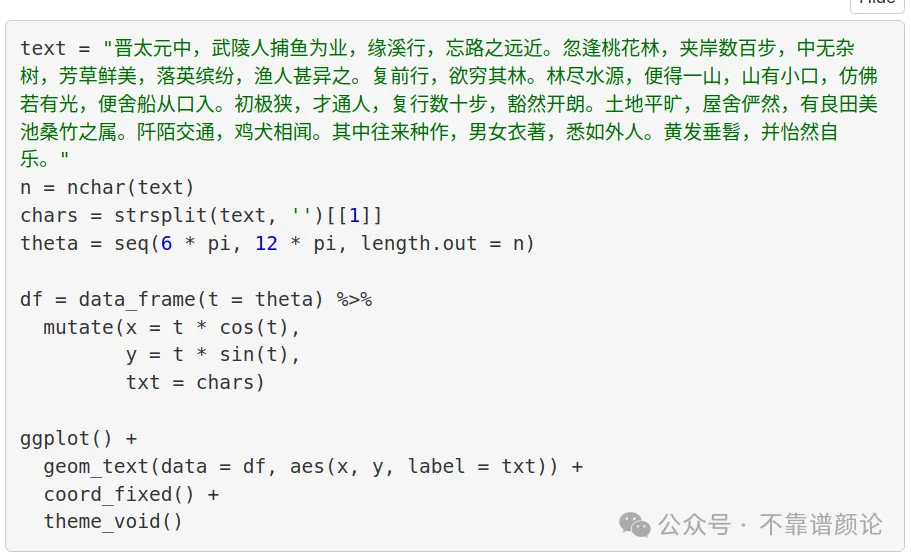 Hide
text = "晋太元中，武陵人捕鱼为业，缘溪行，忘路之远近。忽逢桃花林，夹岸数百步，中无杂
树，芳草鲜美，落英缤纷，渔人甚异之。复前行，欲穷其林。林尽水源，便得一山，山有小口，仿佛
若有光，便舍船从口入。初极狭，才通人，复行数十步，豁然开朗。土地平旷，屋舍俨然，有良田美
池桑竹之属。阡陌交通，鸡犬相闻。其中往来种作，男女衣著，悉如外人。黄发垂髫，并怡然自
乐。"
n = nchar(text)
chars = strsplit(text, '')[[1]]
theta = seq(6 * pi, 12 * pi, length.out = n)
df = data_frame(t = theta) %>%
  mutate(x = t * cos(t),
         y = t * sin(t),
         txt = chars)
ggplot() +
  geom_text(data = df, aes(x, y, label = txt)) +
  coord_fixed() +
  theme_void()
公众号 · 不靠谱颜论